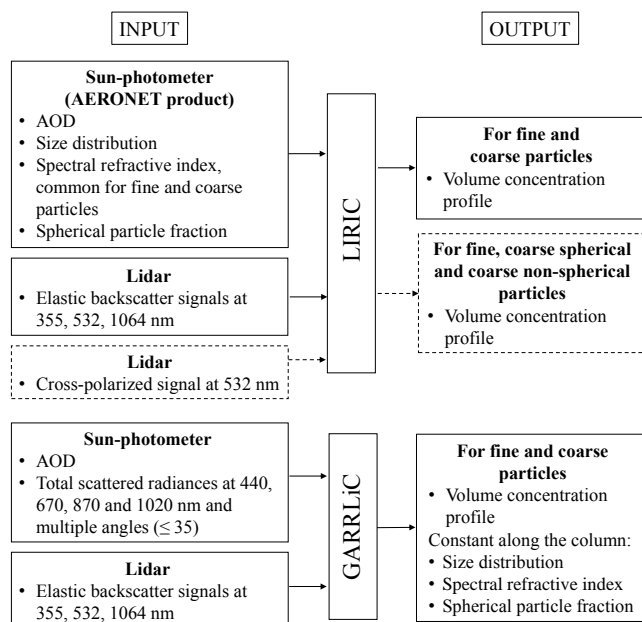 INPUT
OUTPUT
Sun-photometer
(AERONET product)
• AOD
• Size distribution
• Spectral refractive index,
common for fine and coarse
particles
• Spherical particle fraction
Lidar
• Elastic backscatter signals at
355, 532, 1064 nm
Lidar
• Cross-polarized signal at 532 nm
LIRIC
For fine and
coarse particles
• Volume concentration
profile
For fine, coarse spherical
and coarse non-spherical
particles
• Volume concentration
profile
Sun-photometer
• AOD
• Total scattered radiances at 440,
670, 870 and 1020 nm and
multiple angles (≤ 35)
Lidar
• Elastic backscatter signals at
355, 532, 1064 nm
GARRLiC
For fine and coarse
particles
• Volume concentration
profile
Constant along the column:
• Size distribution
• Spectral refractive index
• Spherical particle fraction